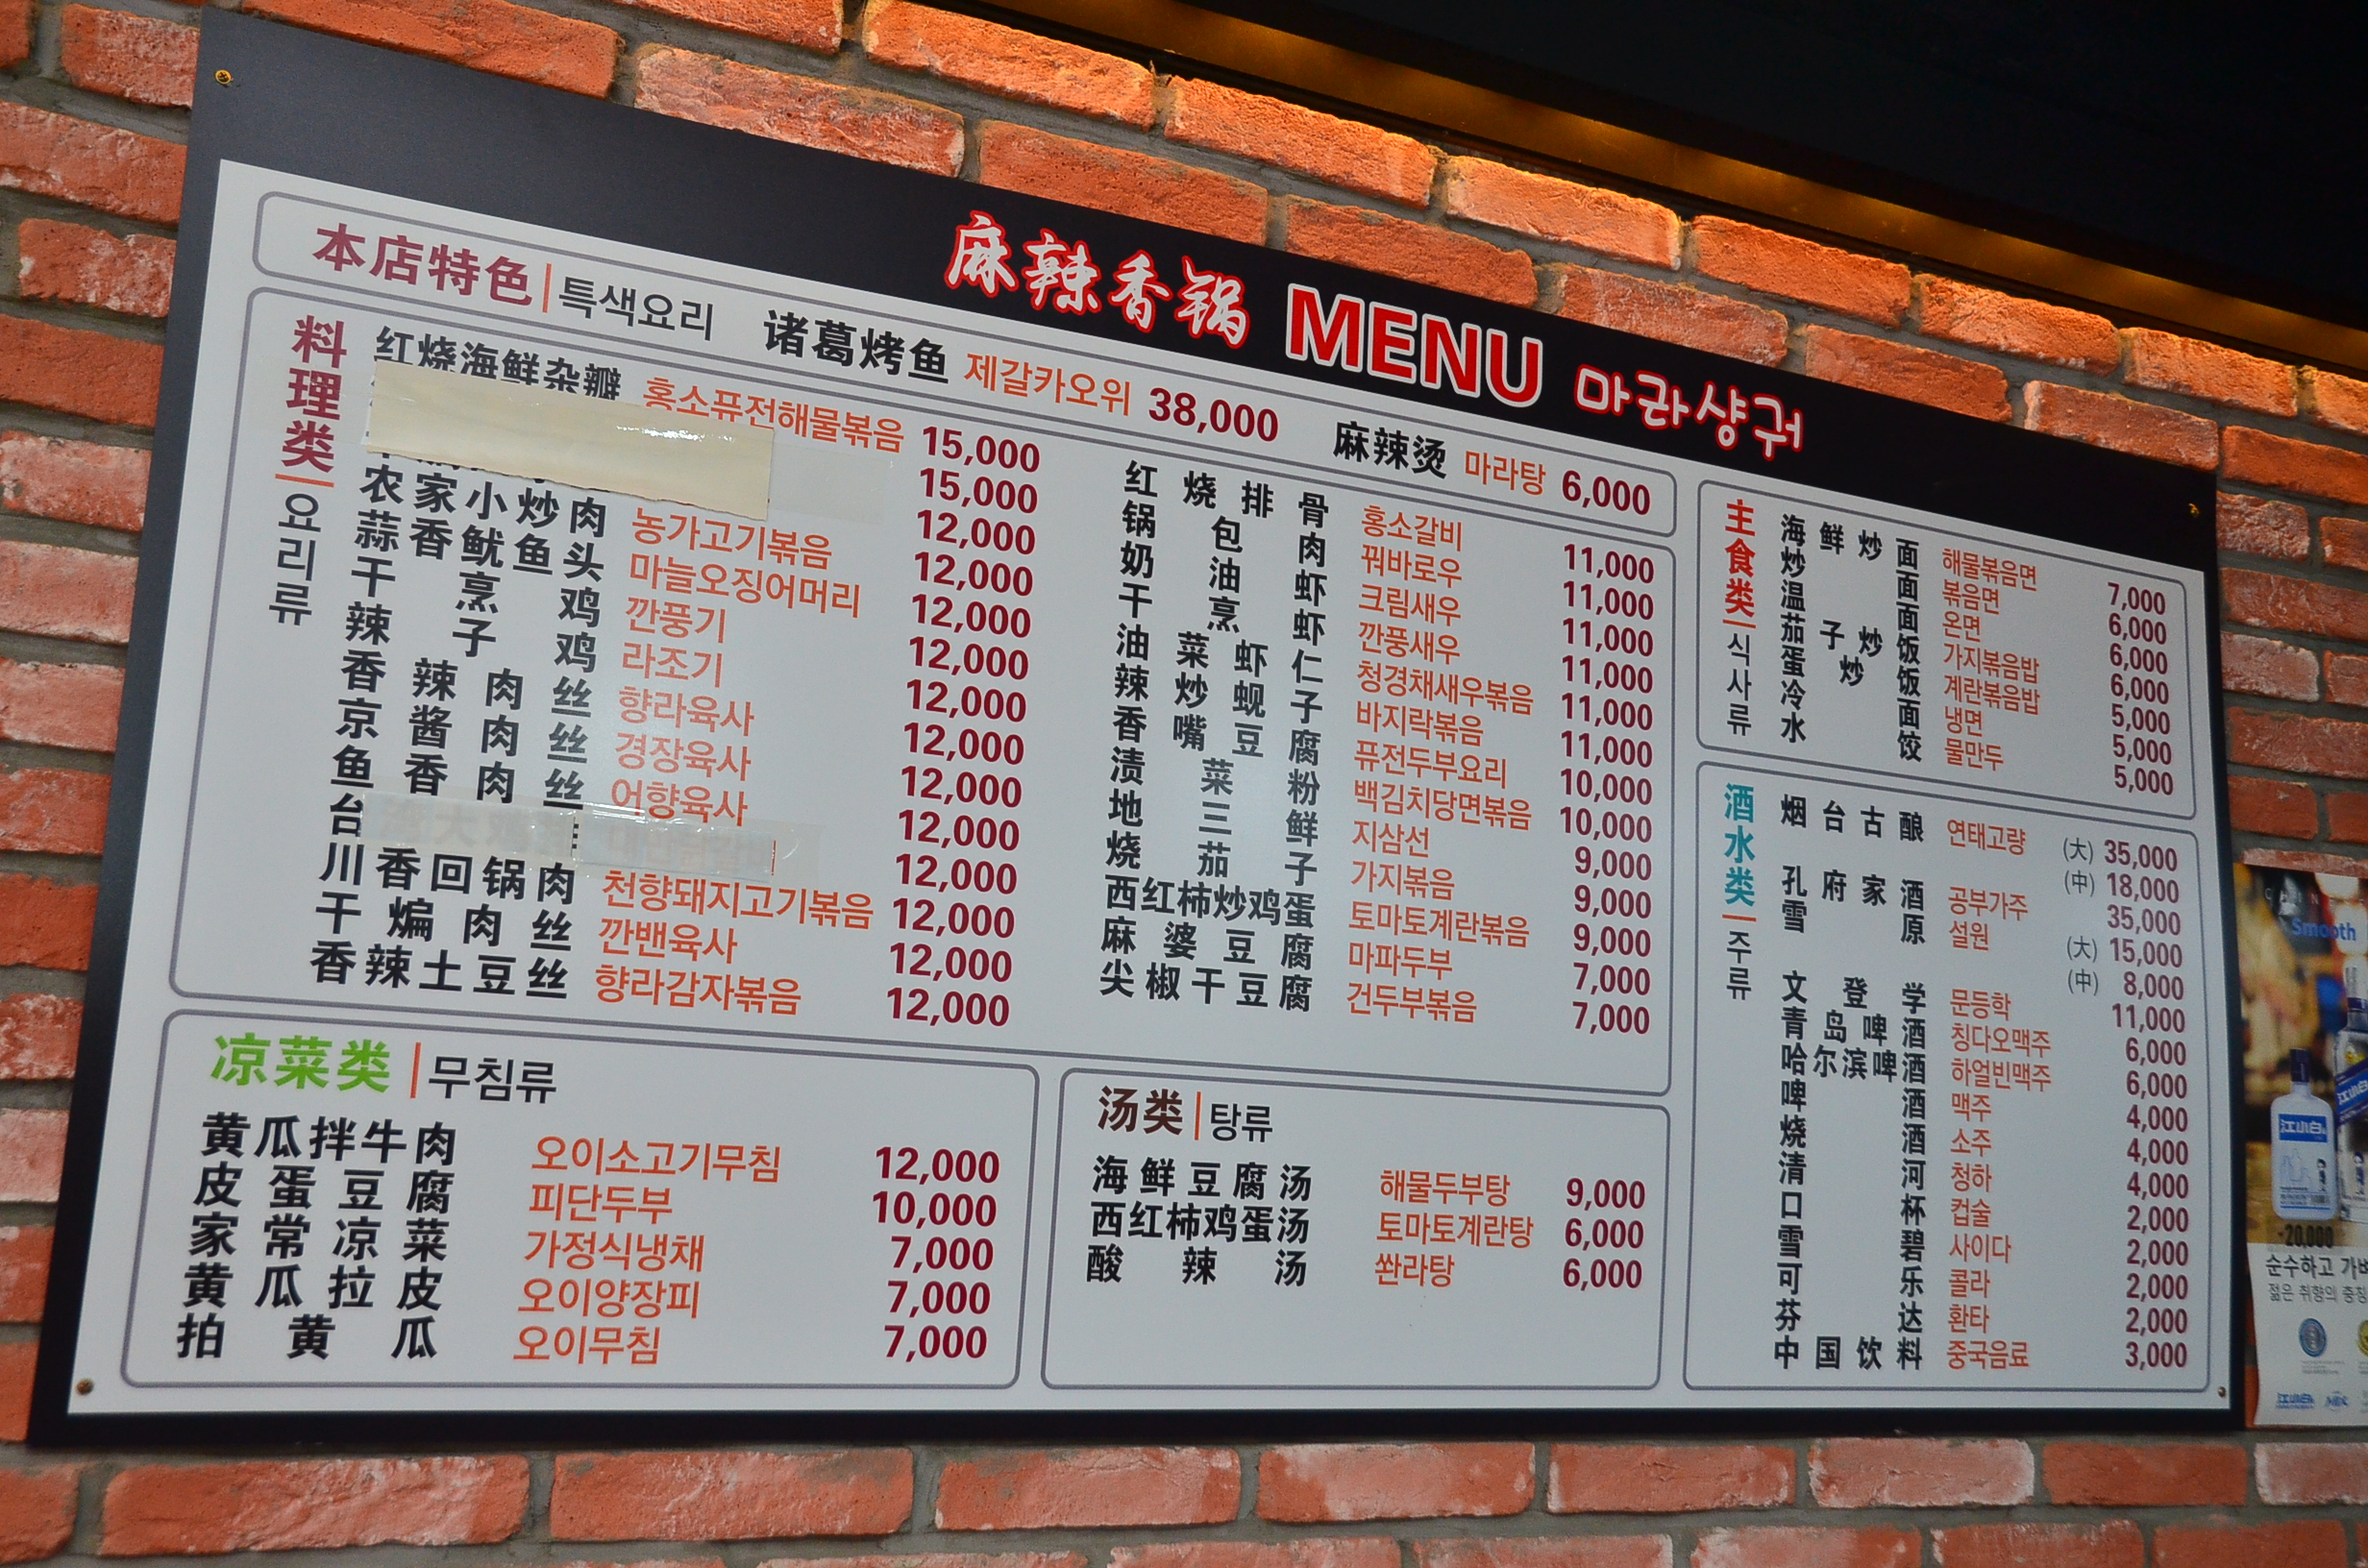 麻辣香锅 MENU 마라샹궈
本店特色 | 특색요리 诸葛烤鱼 제갈카오위 38,000 麻辣烫 마라탕 6,000
料理类 | 요리류
红烧海鲜杂瓣 홍소퓨전해물볶음 15,000
15,000
12,000
农家小炒肉 농가고기볶음 12,000
蒜香鱿鱼头 마늘오징어머리 12,000
干烹鸡 깐풍기 12,000
辣子鸡 라조기 12,000
香辣肉丝 향라육사 12,000
京酱肉丝 경장육사 12,000
鱼香肉丝 어향육사 12,000
台 12,000
川香回锅肉 천향돼지고기볶음 12,000
干煸肉丝 깐밴육사 12,000
香辣土豆丝 향라감자볶음 12,000
红烧排骨 홍소갈비 11,000
锅包肉 꿔바로우 11,000
奶油虾 크림새우 11,000
干烹虾 깐풍새우 11,000
油菜虾仁 청경채새우볶음 11,000
辣炒蚬子 바지락볶음 11,000
香嘴豆腐 퓨전두부요리 10,000
渍菜粉 백김치당면볶음 10,000
地三鲜 지삼선 9,000
烧茄子 가지볶음 9,000
西红柿炒鸡蛋 토마토계란볶음 9,000
麻婆豆腐 마파두부 7,000
尖椒干豆腐 건두부볶음 7,000
主食类 | 식사류
海鲜炒面 해물볶음면 7,000
炒面 볶음면 6,000
温面 온면 6,000
茄子炒饭 가지볶음밥 6,000
蛋炒饭 계란볶음밥 5,000
冷面 냉면 5,000
水饺 물만두 5,000
酒水类 | 주류
烟台古酿 연태고량 (大) 35,000
(中) 18,000
孔府家酒 공부가주 35,000
雪原 설원 (大) 15,000
(中) 8,000
文登学 문등학 11,000
青岛啤酒 칭다오맥주 6,000
哈尔滨啤酒 하얼빈맥주 6,000
啤酒 맥주 4,000
烧酒 소주 4,000
清河 청하 4,000
口杯 컵술 2,000
雪碧 사이다 2,000
可乐 콜라 2,000
芬达 환타 2,000
中国饮料 중국음료 3,000
凉菜类 | 무침류
黄瓜拌牛肉 오이소고기무침 12,000
皮蛋豆腐 피단두부 10,000
家常凉菜 가정식냉채 7,000
黄瓜拉皮 오이양장피 7,000
拍黄瓜 오이무침 7,000
汤类 | 탕류
海鲜豆腐汤 해물두부탕 9,000
西红柿鸡蛋汤 토마토계란탕 6,000
酸辣汤 쏸라탕 6,000
Smooth
江小白
20,000
순수하고
젊은 취향의
江小白